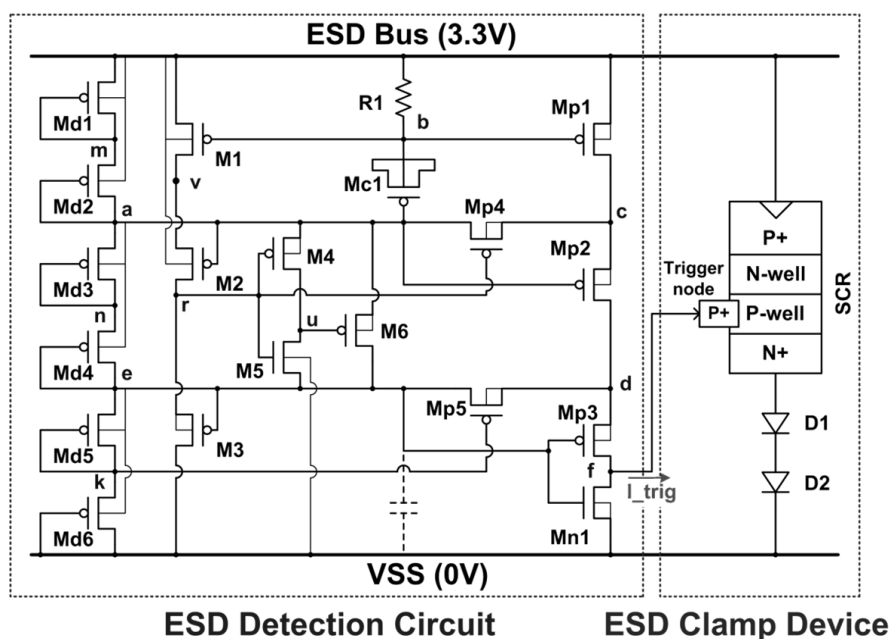 ESD Bus (3.3V)
R1
Mp1
Md1
b
m
M1
v
Mc1
Md2
a
Mp4
c
P+
M4
Mp2
Trigger
node
N-well
SCR
Md3
M2
P+
P-well
n
r
u
M6
N+
Md4
M5
e
d
Mp5
Mp3
D1
Md5
M3
k
f
I_trig
D2
Md6
Mn1
VSS (0V)
ESD Detection Circuit
ESD Clamp Device